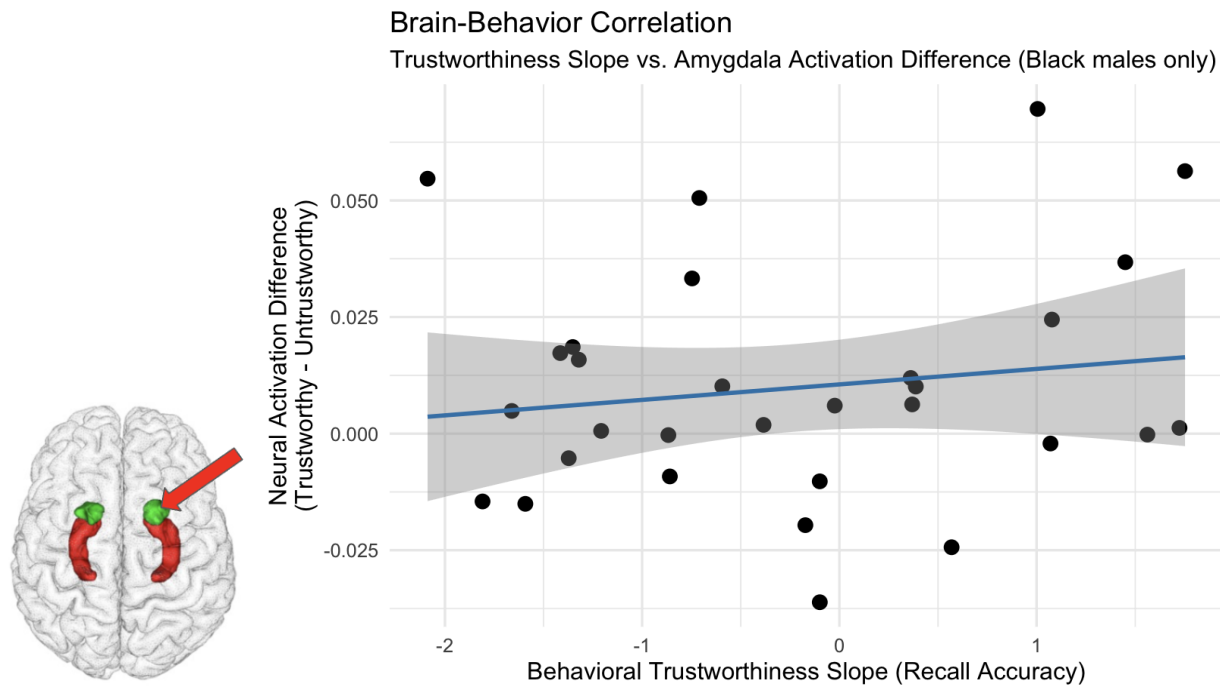 Brain-Behavior Correlation
Trustworthiness Slope vs. Amygdala Activation Difference (Black males only)
Neural Activation Difference
(Trustworthy - Untrustworthy)
0.050
0.025
0.000
-0.025
-2
-1
0
1
Behavioral Trustworthiness Slope (Recall Accuracy)